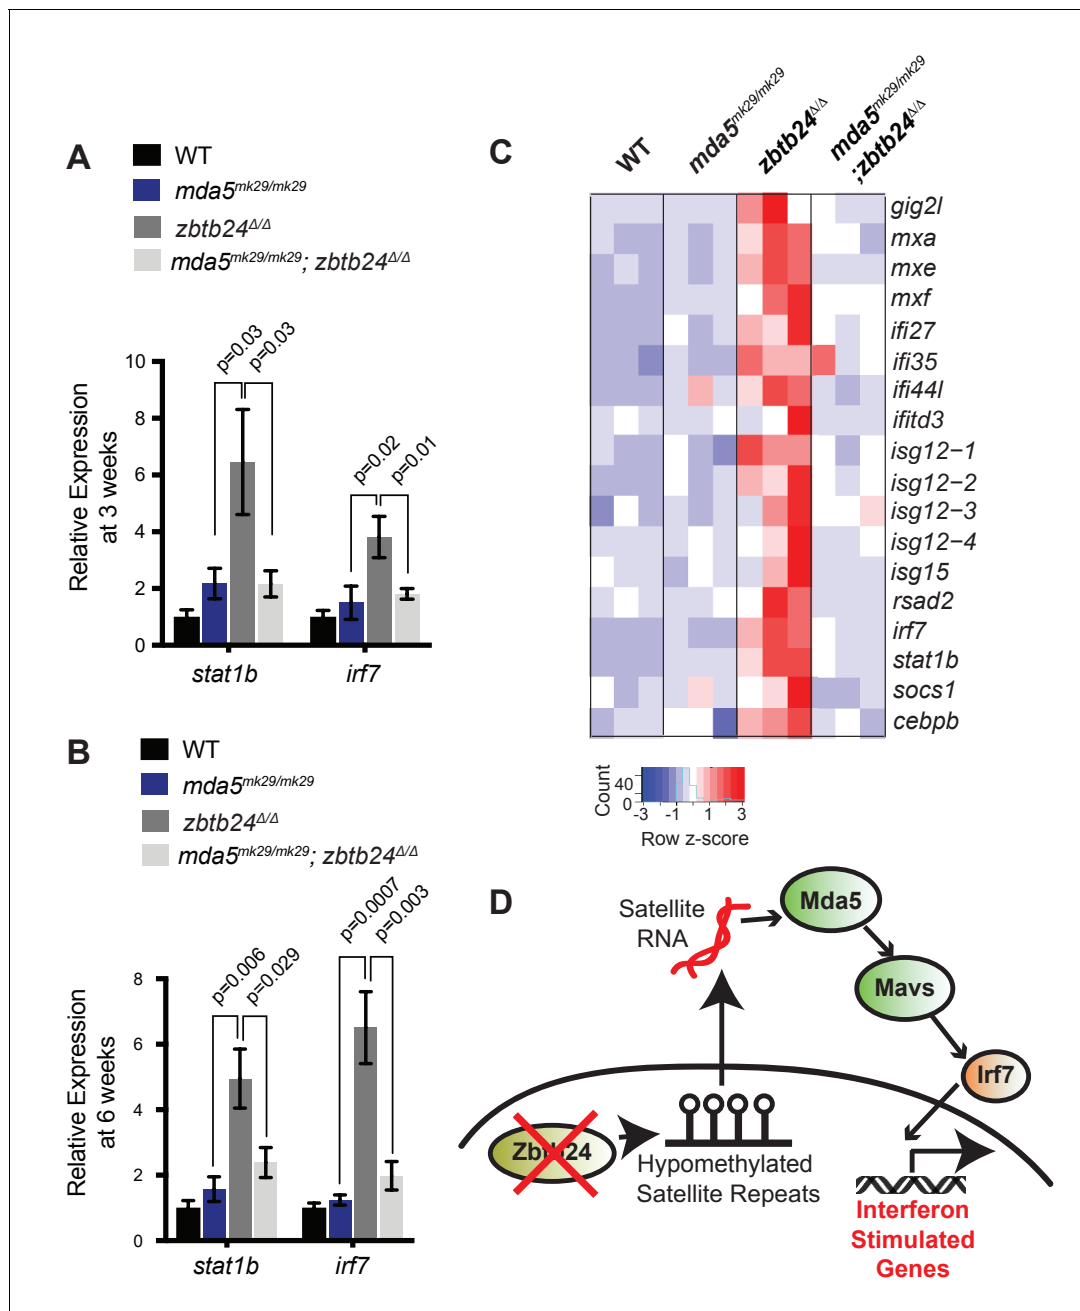 A
WT
mda5mk29/mk29
zbtb24Δ/Δ
mda5mk29/mk29; zbtb24Δ/Δ
Relative Expression
at 3 weeks
10
8
6
4
2
0
p=0.03
p=0.03
p=0.02
p=0.01
stat1b
irf7
B
WT
mda5mk29/mk29
zbtb24Δ/Δ
mda5mk29/mk29; zbtb24Δ/Δ
Relative Expression
at 6 weeks
8
6
4
2
0
p=0.006
p=0.029
p=0.0007
p=0.003
stat1b
irf7
C
WT
mda5mk29/mk29
zbtb24Δ/Δ
mda5mk29/mk29
;zbtb24Δ/Δ
gig2l
mxa
mxe
mxf
ifi27
ifi35
ifi44l
ifitd3
isg12−1
isg12−2
isg12−3
isg12−4
isg15
rsad2
irf7
stat1b
socs1
cebpb
Count
40
0
-3
-1
1
3
Row z-score
D
Satellite
RNA
Mda5
Mavs
Irf7
Zbtb24
Hypomethylated
Satellite Repeats
Interferon
Stimulated
Genes